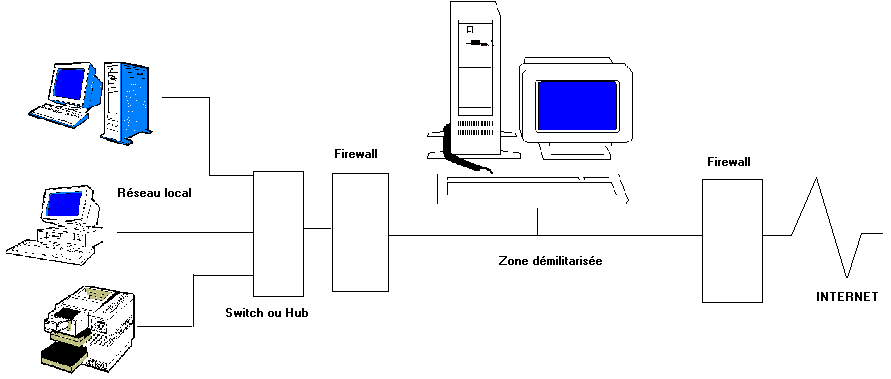 Firewall
Firewall
Réseau local
Zone démilitarisée
INTERNET
Switch ou Hub